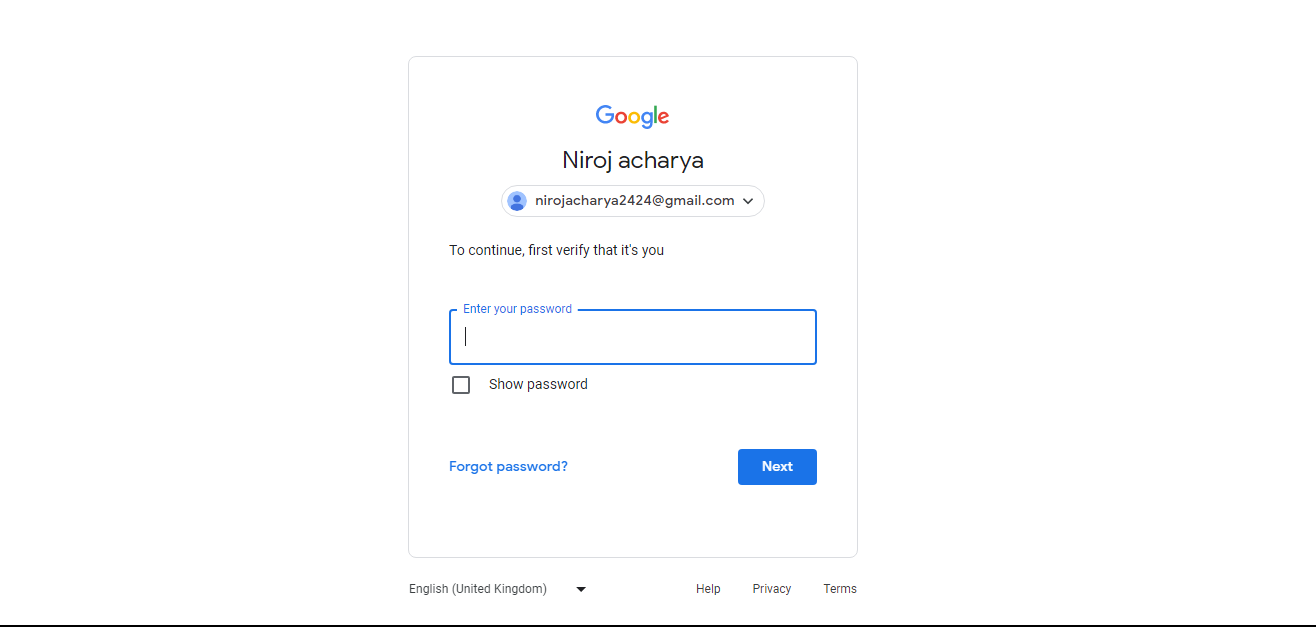 Google
Niroj acharya
nirojacharya2424@gmail.com
To continue, first verify that it's you
Enter your password
Show password
Forgot password? Next
English (United Kingdom) Help Privacy Terms